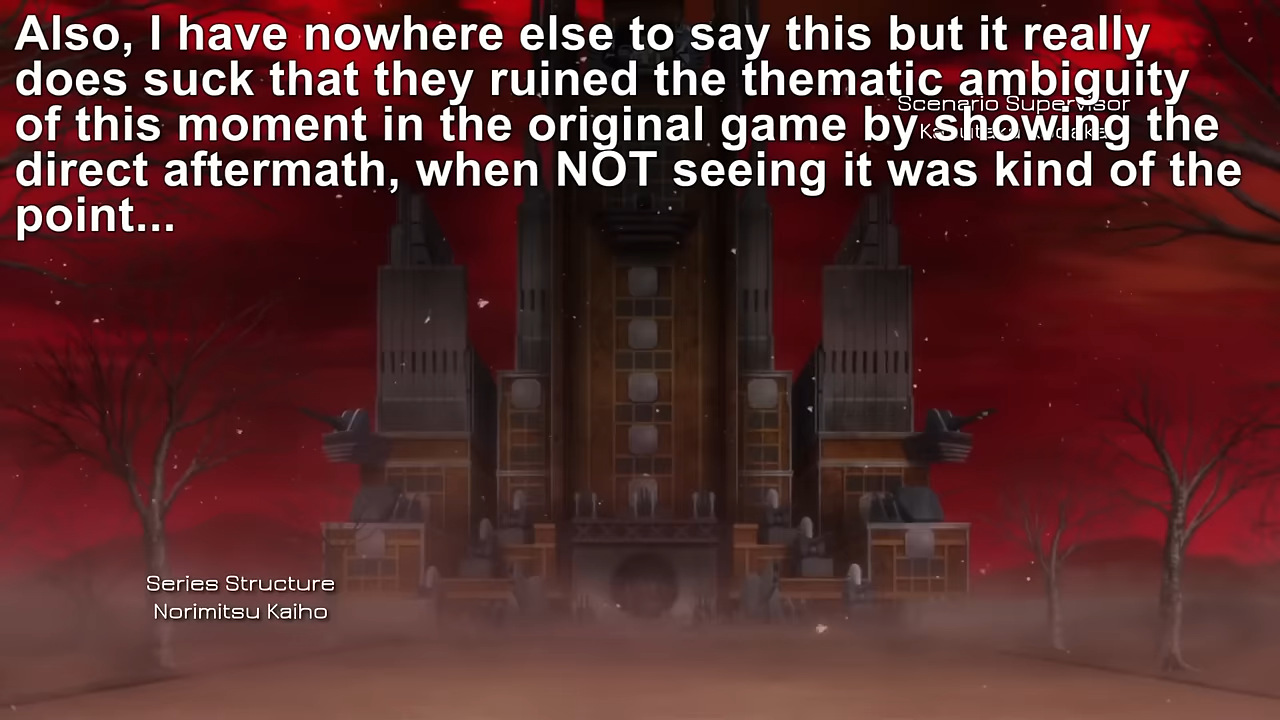 Also, I have nowhere else to say this but it really
does suck that they ruined the thematic ambiguity
of this moment in the original game by showing the
direct aftermath, when NOT seeing it was kind of the
point...
Scenario Supervisor
Series Structure
Norimitsu Kaiho